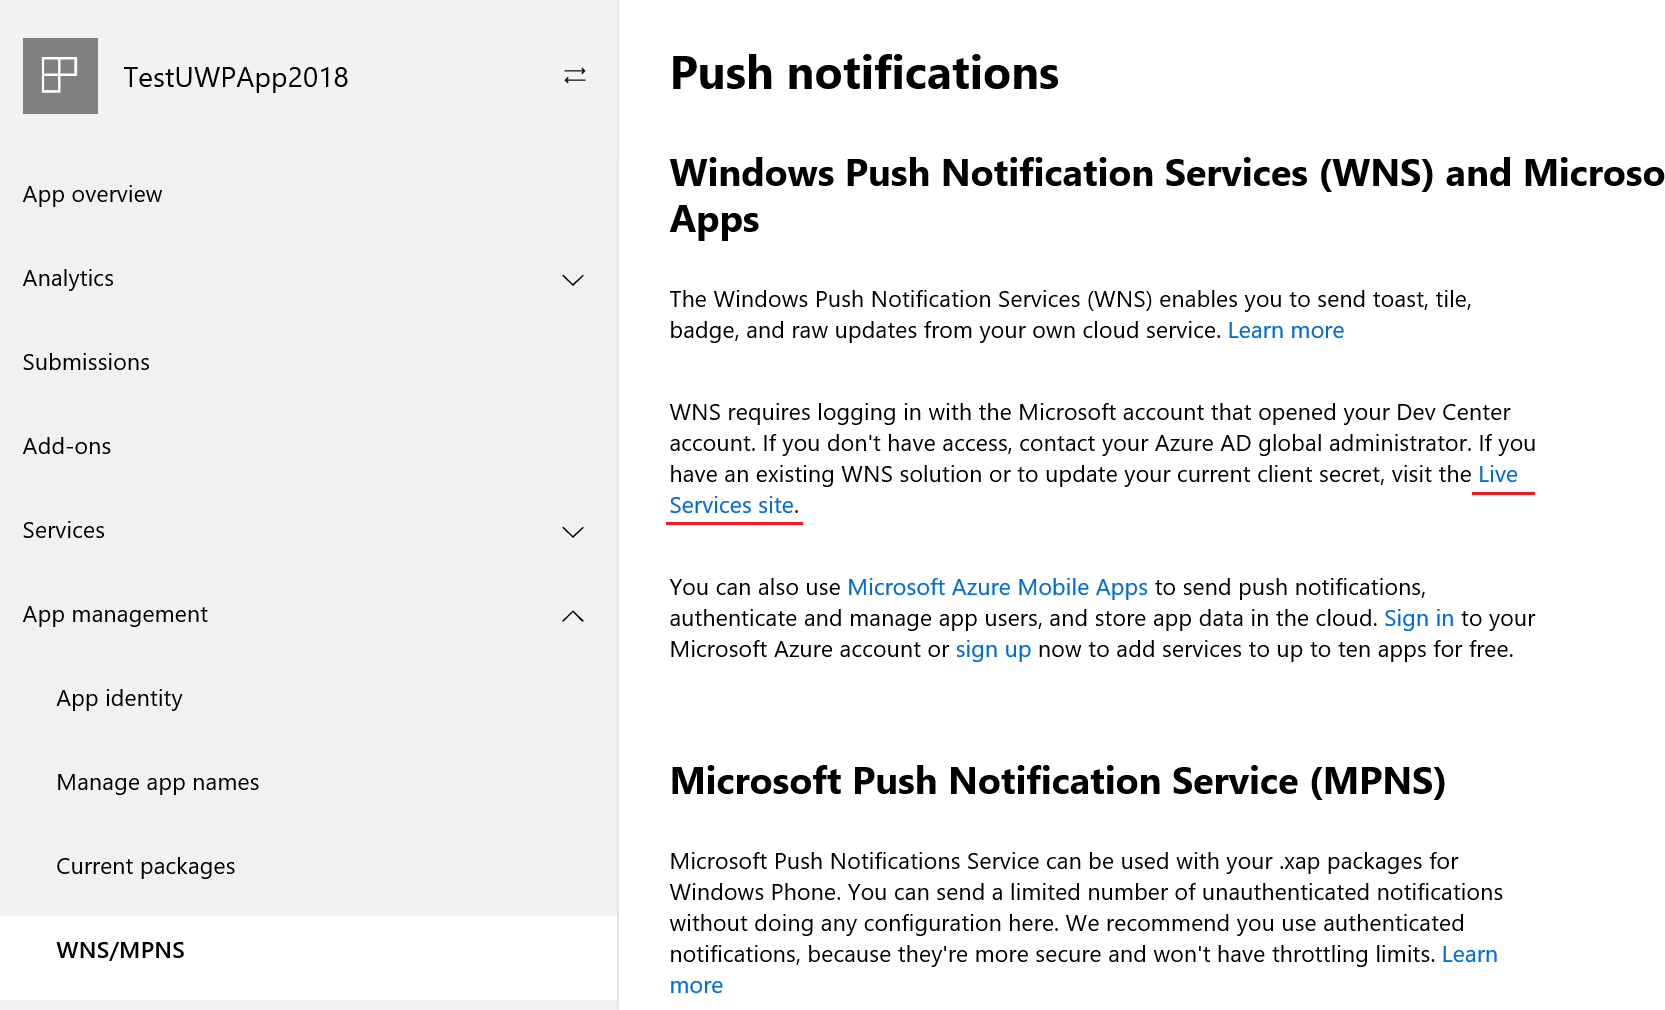 TestUWPApp2018
App overview
Analytics
Submissions
Add-ons
Services
App management
App identity
Manage app names
Current packages
WNS/MPNS
Push notifications
Windows Push Notification Services (WNS) and Microso
Apps
The Windows Push Notification Services (WNS) enables you to send toast, tile,
badge, and raw updates from your own cloud service. Learn more
WNS requires logging in with the Microsoft account that opened your Dev Center
account. If you don't have access, contact your Azure AD global administrator. If you
have an existing WNS solution or to update your current client secret, visit the Live
Services site.
You can also use Microsoft Azure Mobile Apps to send push notifications,
authenticate and manage app users, and store app data in the cloud. Sign in to your
Microsoft Azure account or sign up now to add services to up to ten apps for free.
Microsoft Push Notification Service (MPNS)
Microsoft Push Notifications Service can be used with your .xap packages for
Windows Phone. You can send a limited number of unauthenticated notifications
without doing any configuration here. We recommend you use authenticated
notifications, because they're more secure and won't have throttling limits. Learn
more